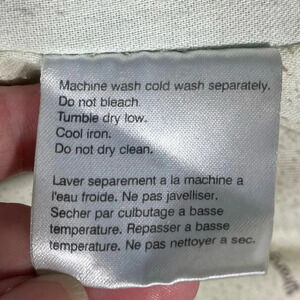 Machine wash cold wash separately.
Do not bleach.
Tumble dry low.
Cool iron.
Do not dry clean.
Laver separement a la machine a
l'eau froide. Ne pas javelliser.
Secher par culbutage a basse
temperature. Repasser a basse
temperature. Ne pas nettoyer a sec.